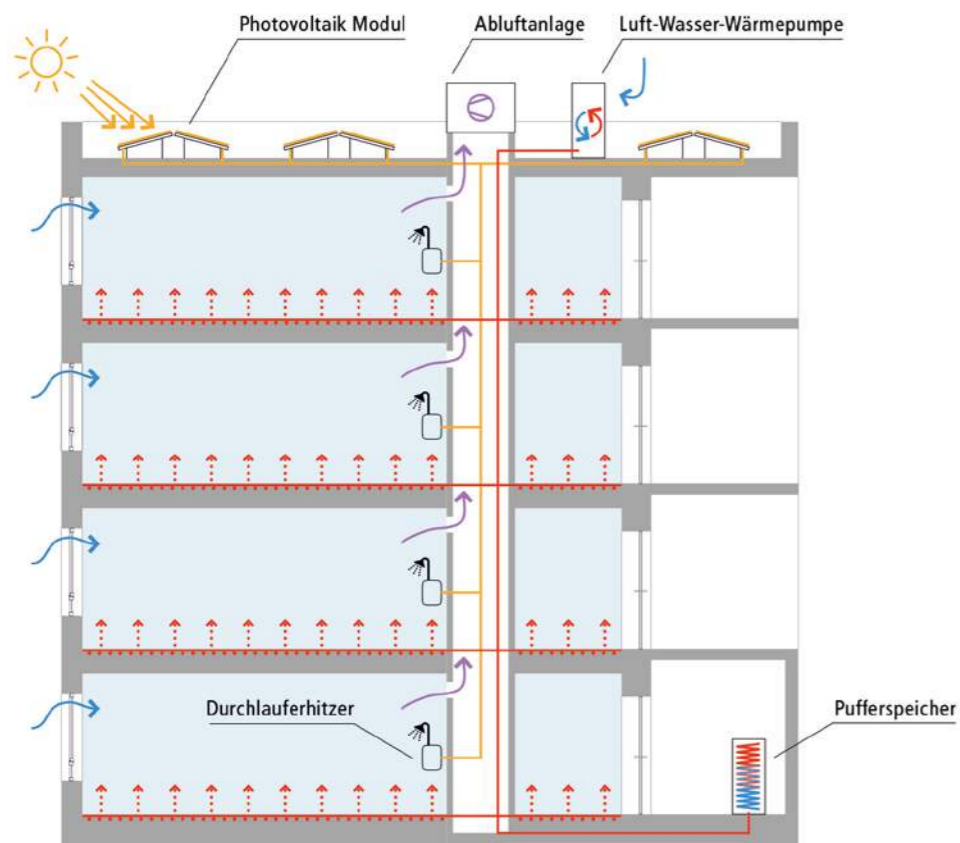 Photovoltaik Modul
Abluftanlage
Luft-Wasser-Wärmepumpe
Durchlauferhitzer
Pufferspeicher